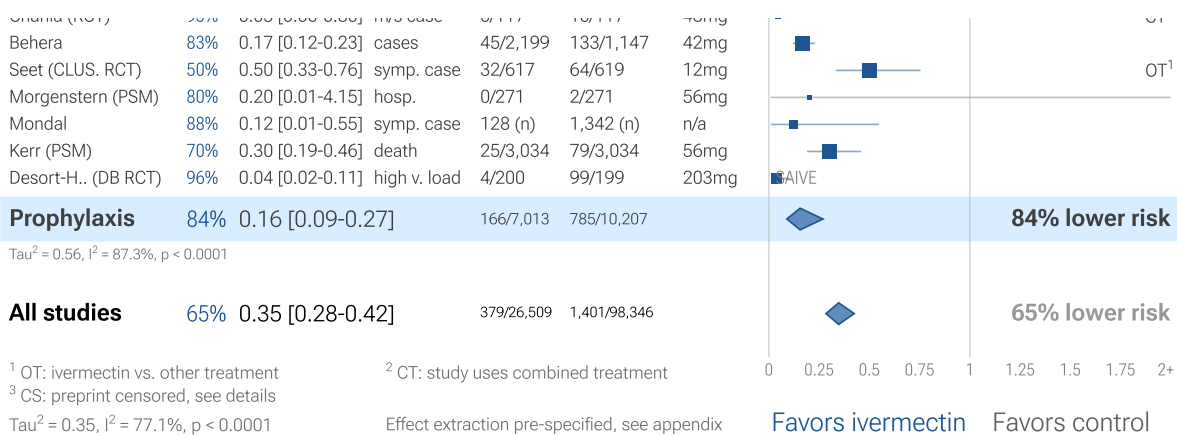 Behera 83% 0.17 [0.12-0.23] cases 45/2,199 133/1,147 42mg
Seet (CLUS. RCT) 50% 0.50 [0.33-0.76] symp. case 32/617 64/619 12mg OT1
Morgenstern (PSM) 80% 0.20 [0.01-4.15] hosp. 0/271 2/271 56mg
Mondal 88% 0.12 [0.01-0.55] symp. case 128 (n) 1,342 (n) n/a
Kerr (PSM) 70% 0.30 [0.19-0.46] death 25/3,034 79/3,034 56mg
Desort-H.. (DB RCT) 96% 0.04 [0.02-0.11] high v. load 4/200 99/199 203mg SAIVE
Prophylaxis 84% 0.16 [0.09-0.27] 166/7,013 785/10,207 84% lower risk
Tau2 = 0.56, I2 = 87.3%, p < 0.0001
All studies 65% 0.35 [0.28-0.42] 379/26,509 1,401/98,346 65% lower risk
1 OT: ivermectin vs. other treatment 2 CT: study uses combined treatment 0 0.25 0.5 0.75 1 1.25 1.5 1.75 2+
3 CS: preprint censored, see details
Tau2 = 0.35, I2 = 77.1%, p < 0.0001 Effect extraction pre-specified, see appendix Favors ivermectin Favors control